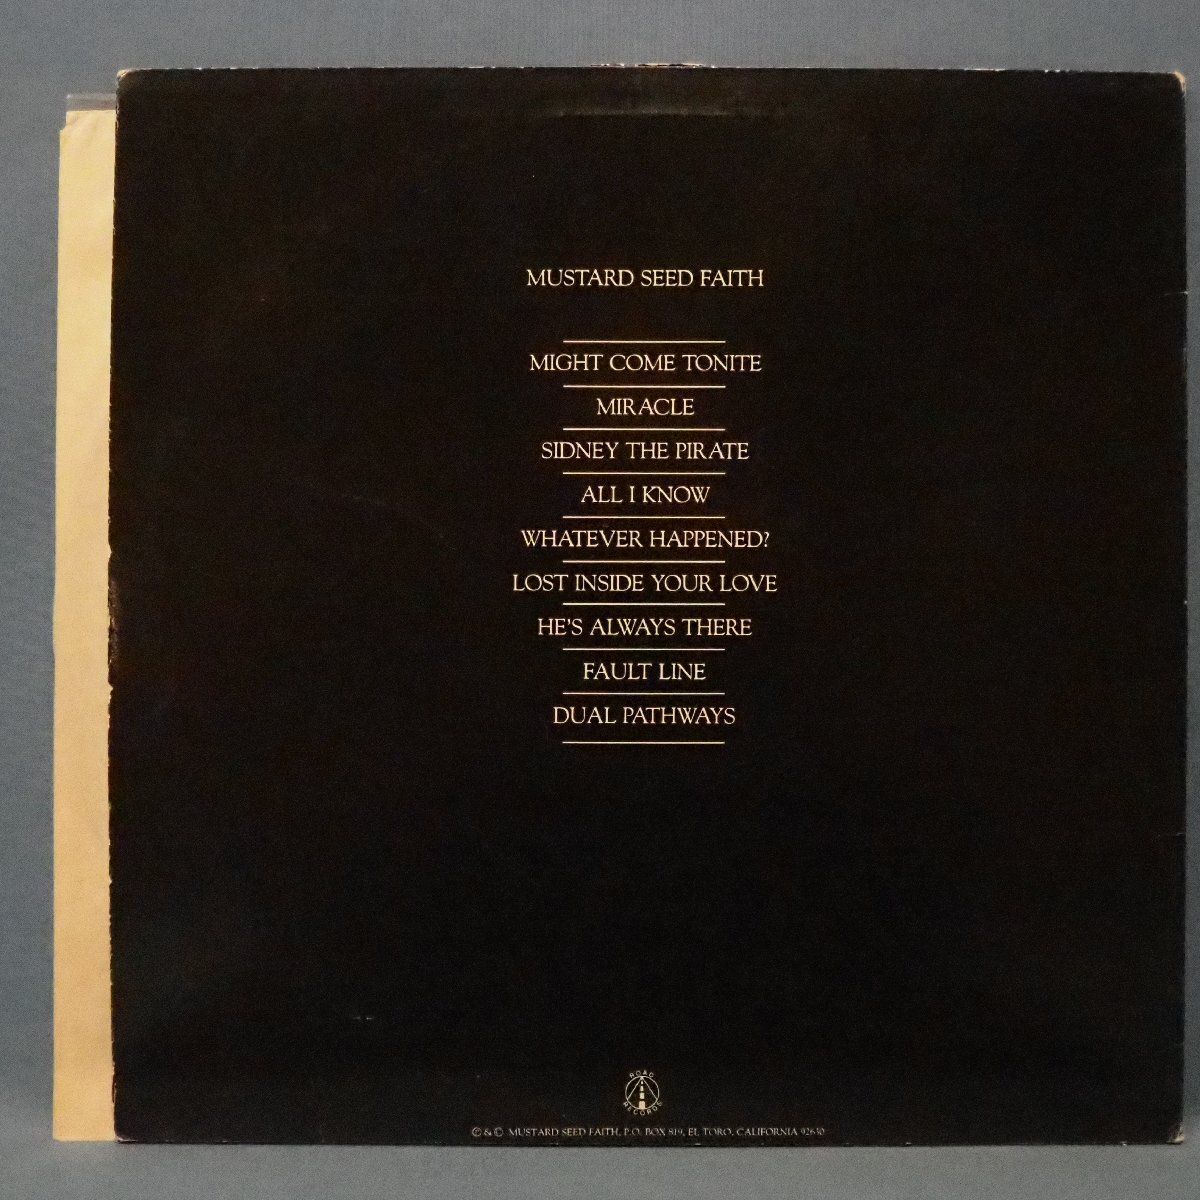 MUSTARD SEED FAITH
MIGHT COME TONITE
MIRACLE
SIDNEY THE PIRATE
ALL I KNOW
WHATEVER HAPPENED?
LOST INSIDE YOUR LOVE
HE'S ALWAYS THERE
FAULT LINE
DUAL PATHWAYS
ROAD
RECORDS
Ⓟ & © MUSTARD SEED FAITH, P.O. BOX 819, EL TORO, CALIFORNIA 92630